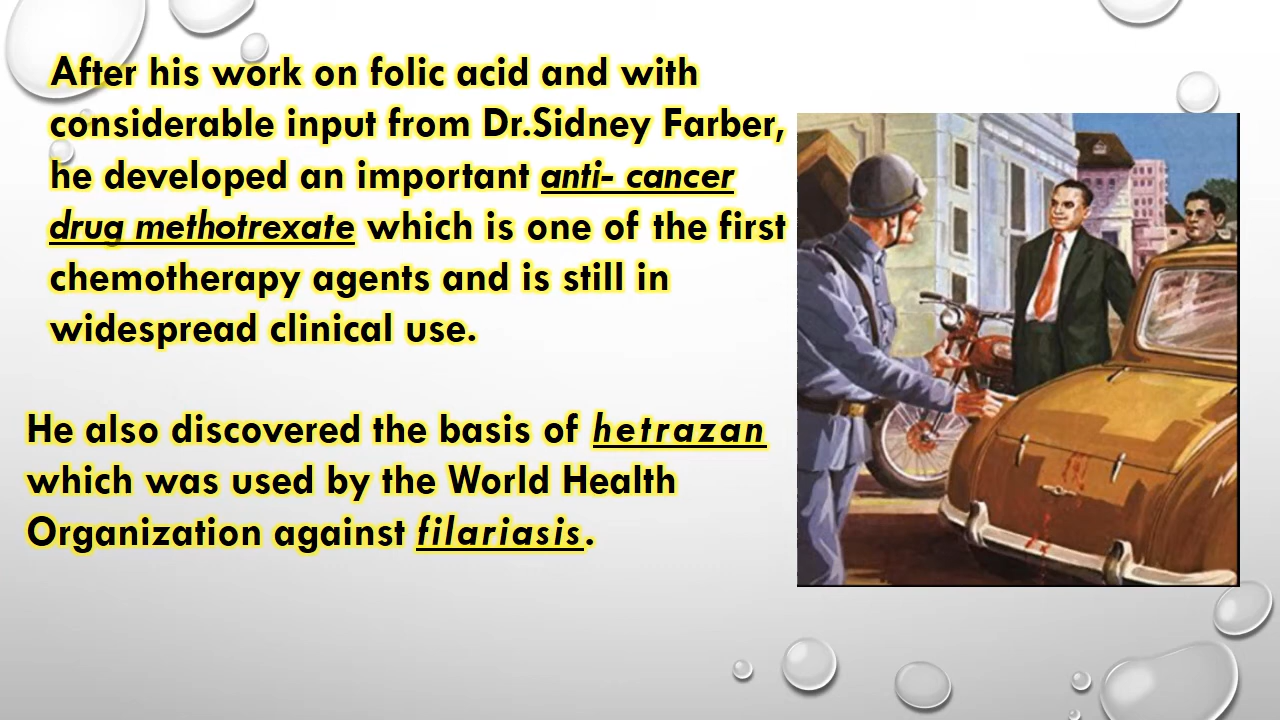 After his work on folic acid and with
considerable input from Dr.Sidney Farber,
he developed an important anti- cancer
drug methotrexate which is one of the first
chemotherapy agents and is still in
widespread clinical use.
He also discovered the basis of hetrazan
which was used by the World Health
Organization against filariasis.